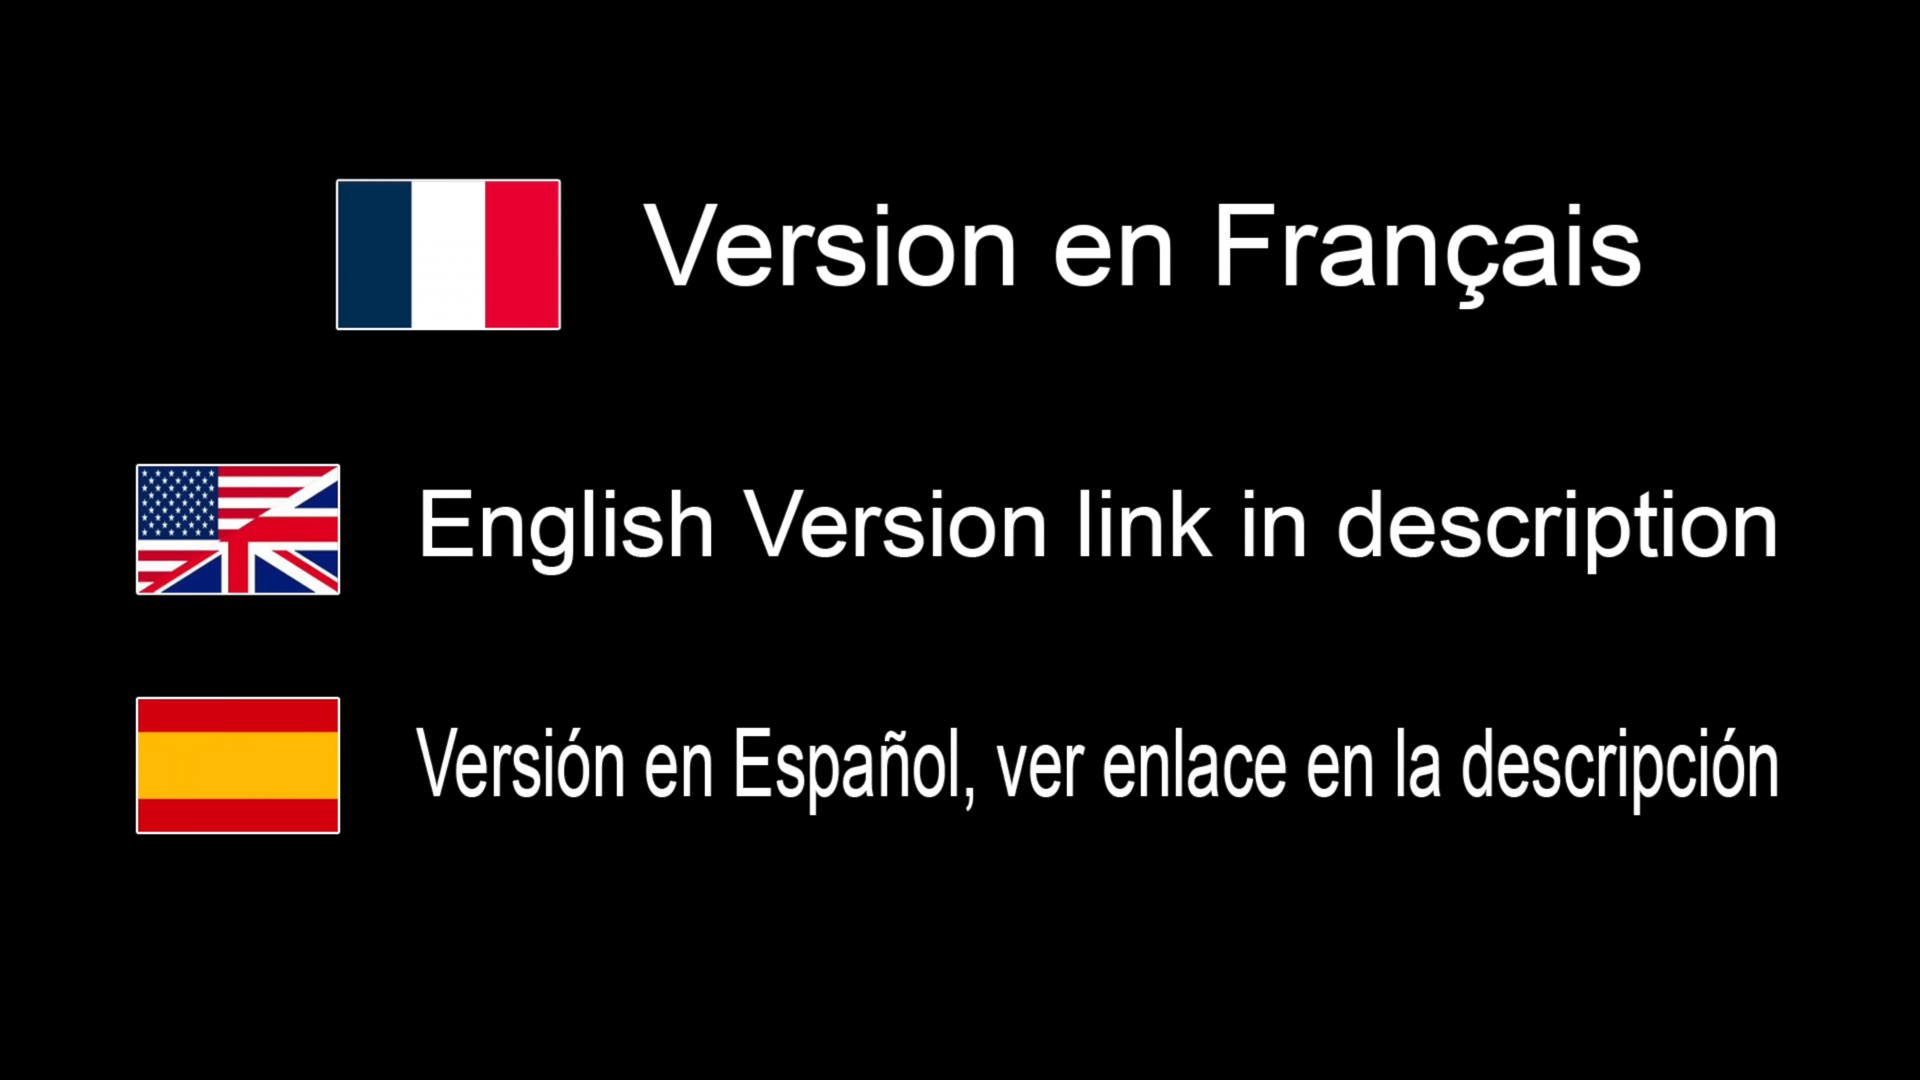 Version en Français
English Version link in description
Versión en Español, ver enlace en la descripción